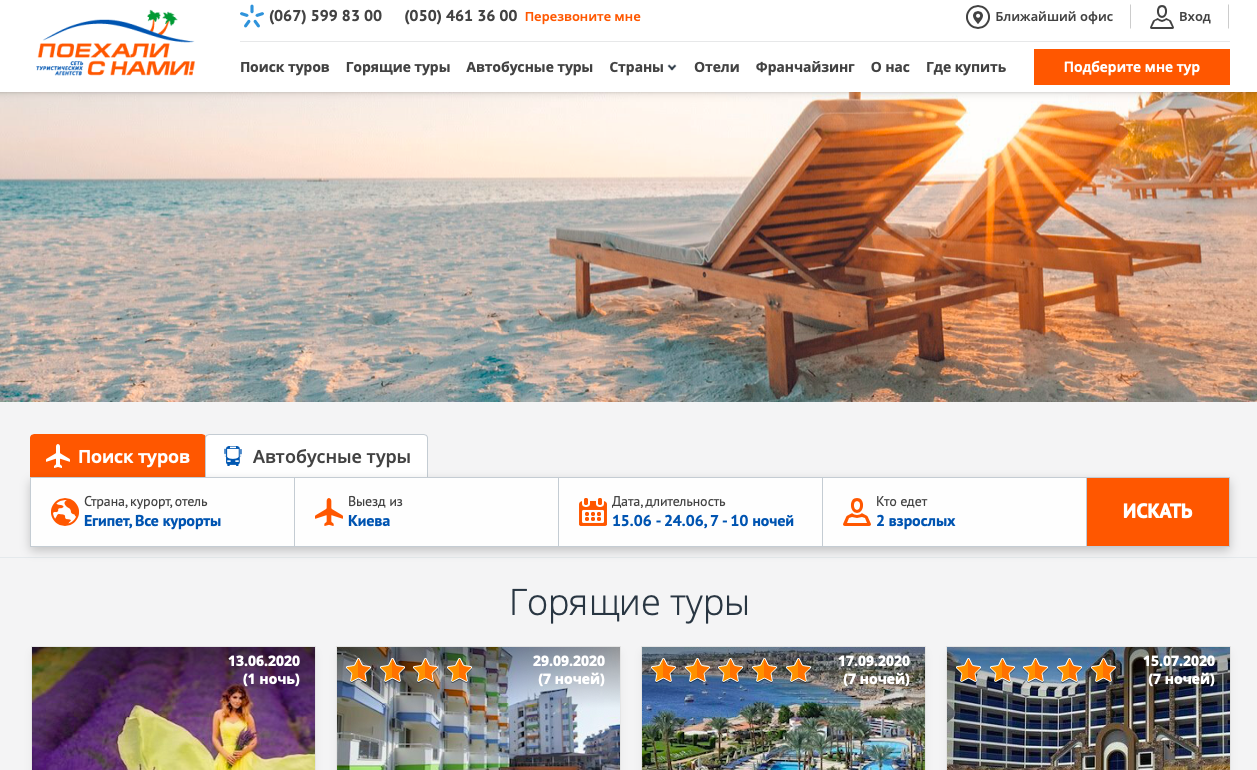 ПОЕХАЛИ
СЕТЬ
ТУРИСТИЧЕСКИХ
АГЕНТСТВ
С НАМИ!
(067) 599 83 00 (050) 461 36 00 Перезвоните мне
Ближайший офис Вход
Поиск туров Горящие туры Автобусные туры Страны Отели Франчайзинг О нас Где купить Подберите мне тур
Поиск туров Автобусные туры
Страна, курорт, отель
Египет, Все курорты
Выезд из
Киева
Дата, длительность
15.06 - 24.06, 7 - 10 ночей
Кто едет
2 взрослых
ИСКАТЬ
Горящие туры
13.06.2020
(1 ночь)
29.09.2020
(7 ночей)
17.09.2020
(7 ночей)
15.07.2020
(7 ночей)